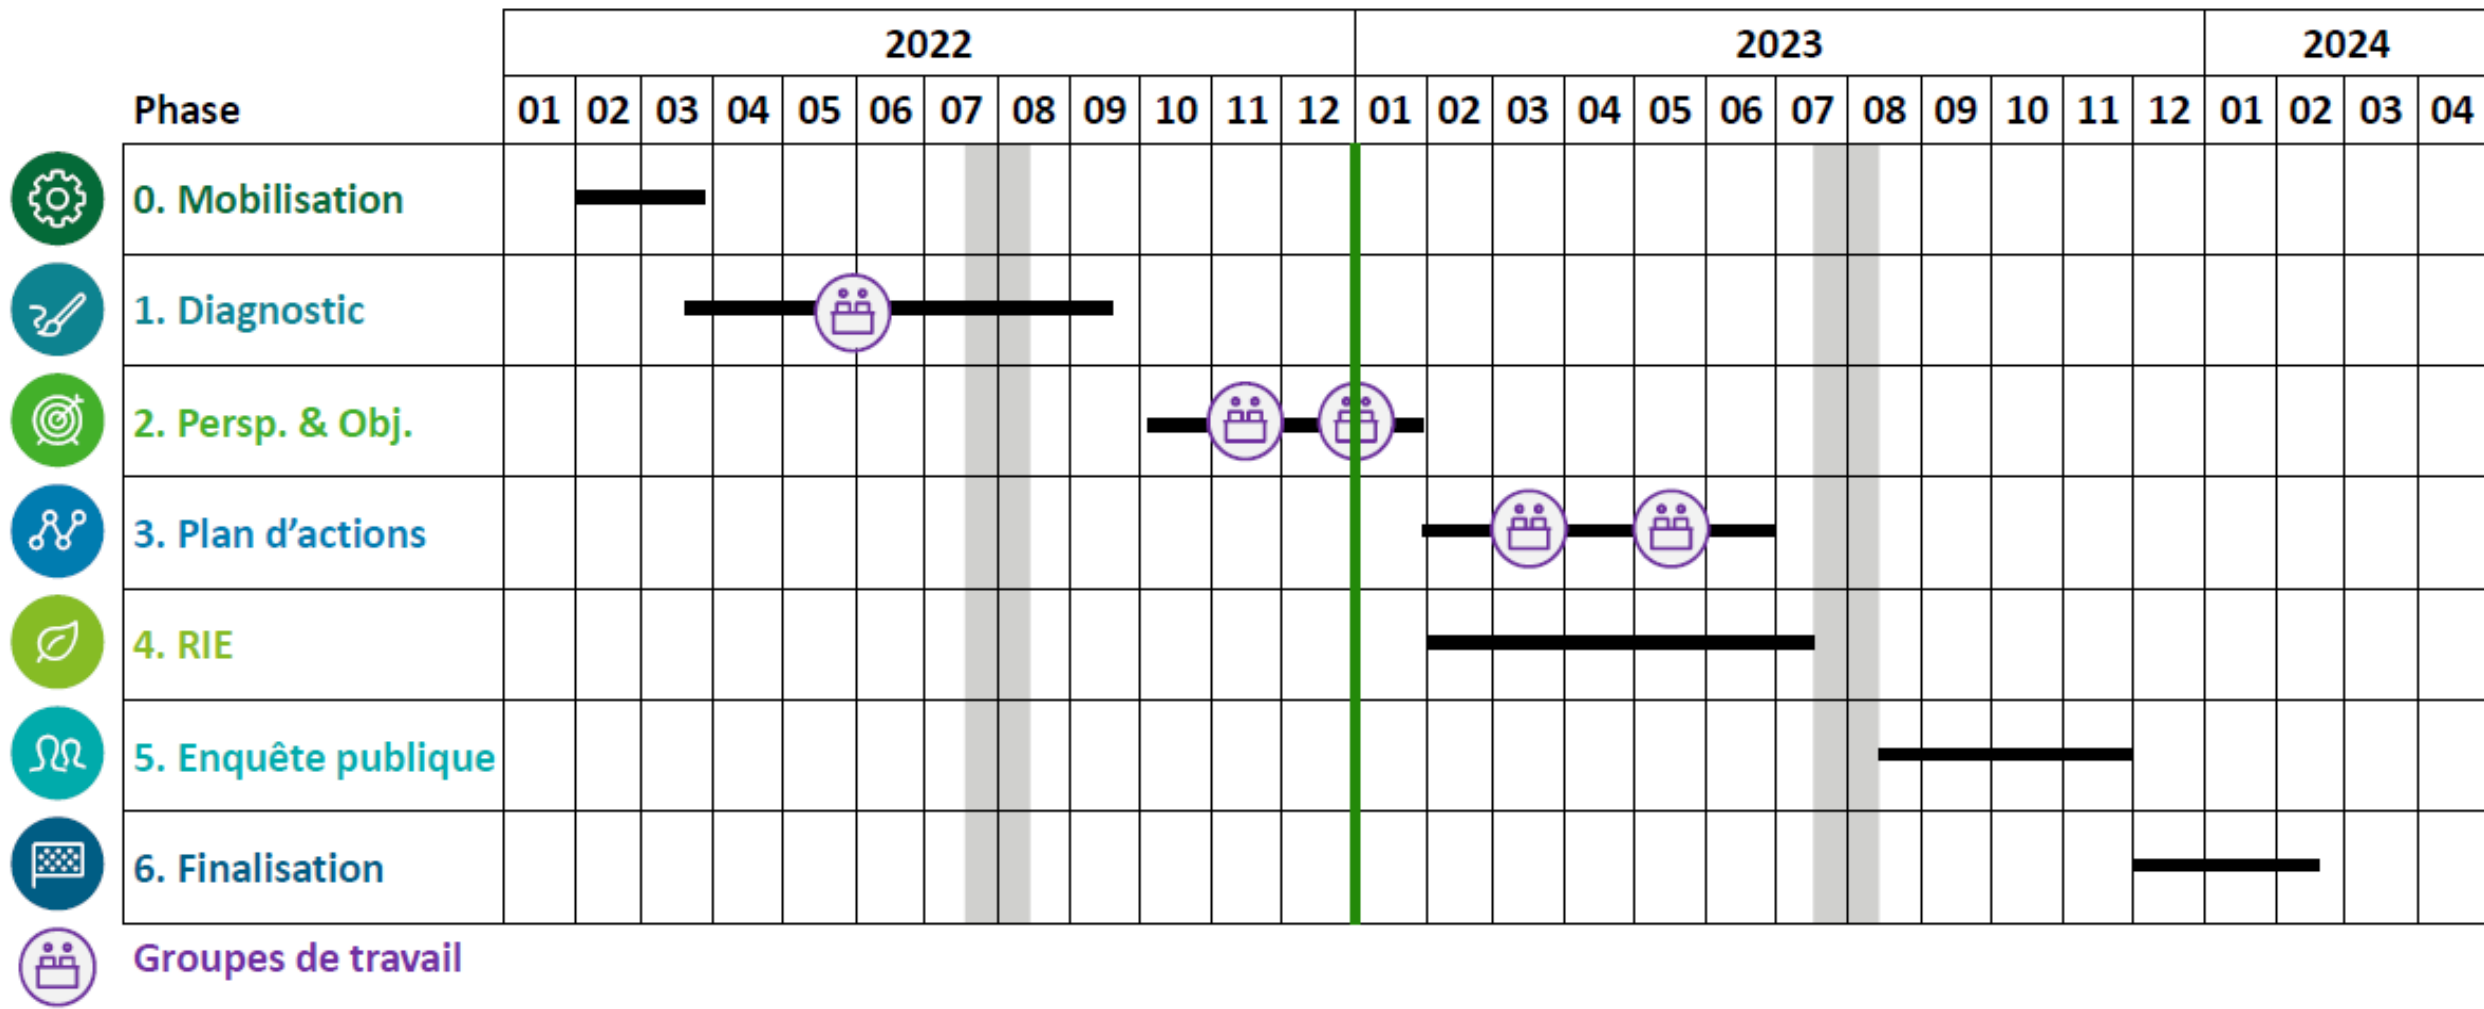 2022 2023 2024
Phase 01 02 03 04 05 06 07 08 09 10 11 12 01 02 03 04 05 06 07 08 09 10 11 12 01 02 03 04
0. Mobilisation
1. Diagnostic
2. Persp. & Obj.
3. Plan d’actions
4. RIE
5. Enquête publique
6. Finalisation
Groupes de travail